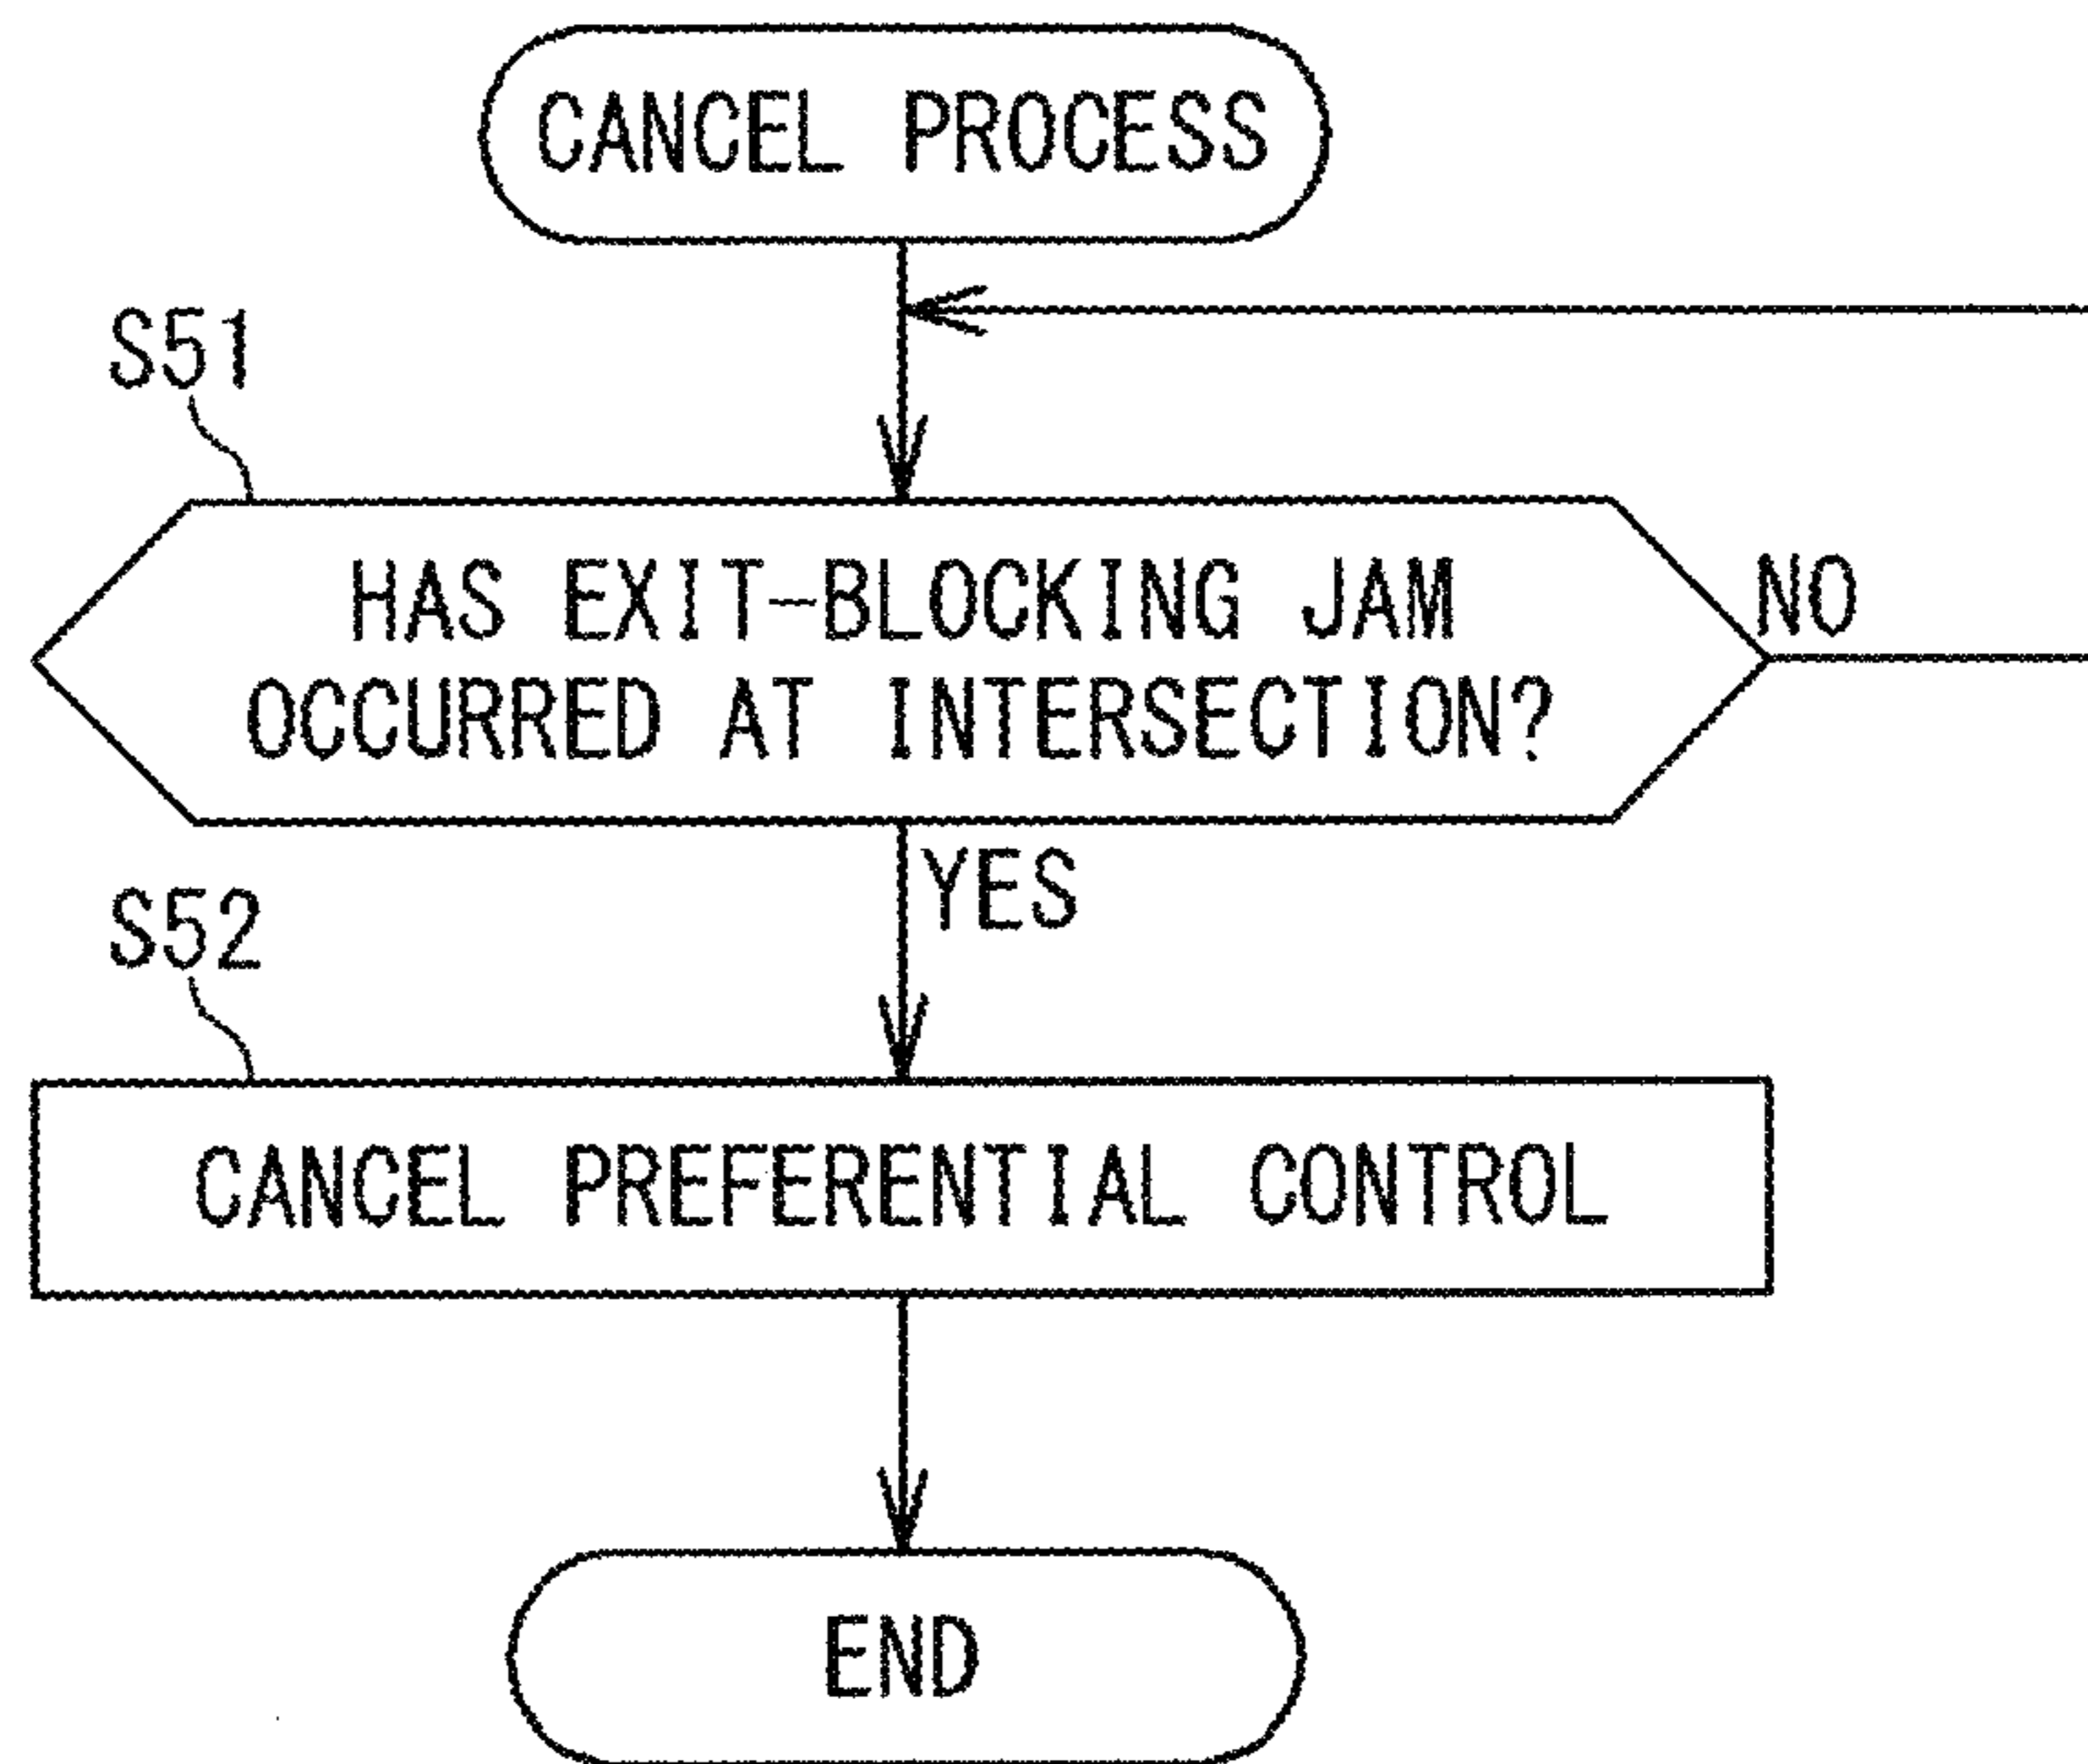 CANCEL PROCESS
S51
HAS EXIT-BLOCKING JAM
OCCURRED AT INTERSECTION?
NO
YES
S52
CANCEL PREFERENTIAL CONTROL
END